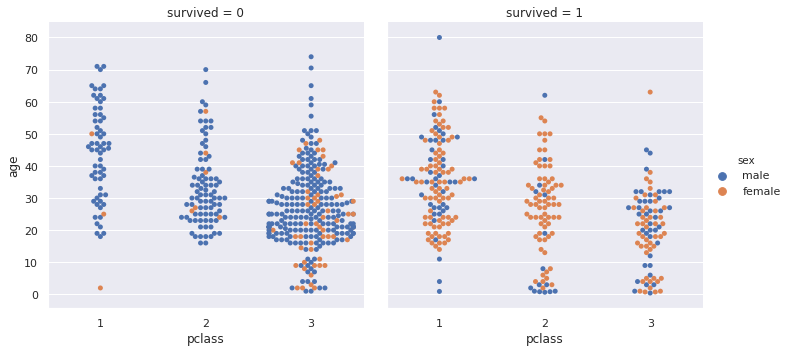 survived = 0
survived = 1
80
70
60
50
40
30
20
10
0
age
1
2
3
pclass
1
2
3
pclass
sex
male
female